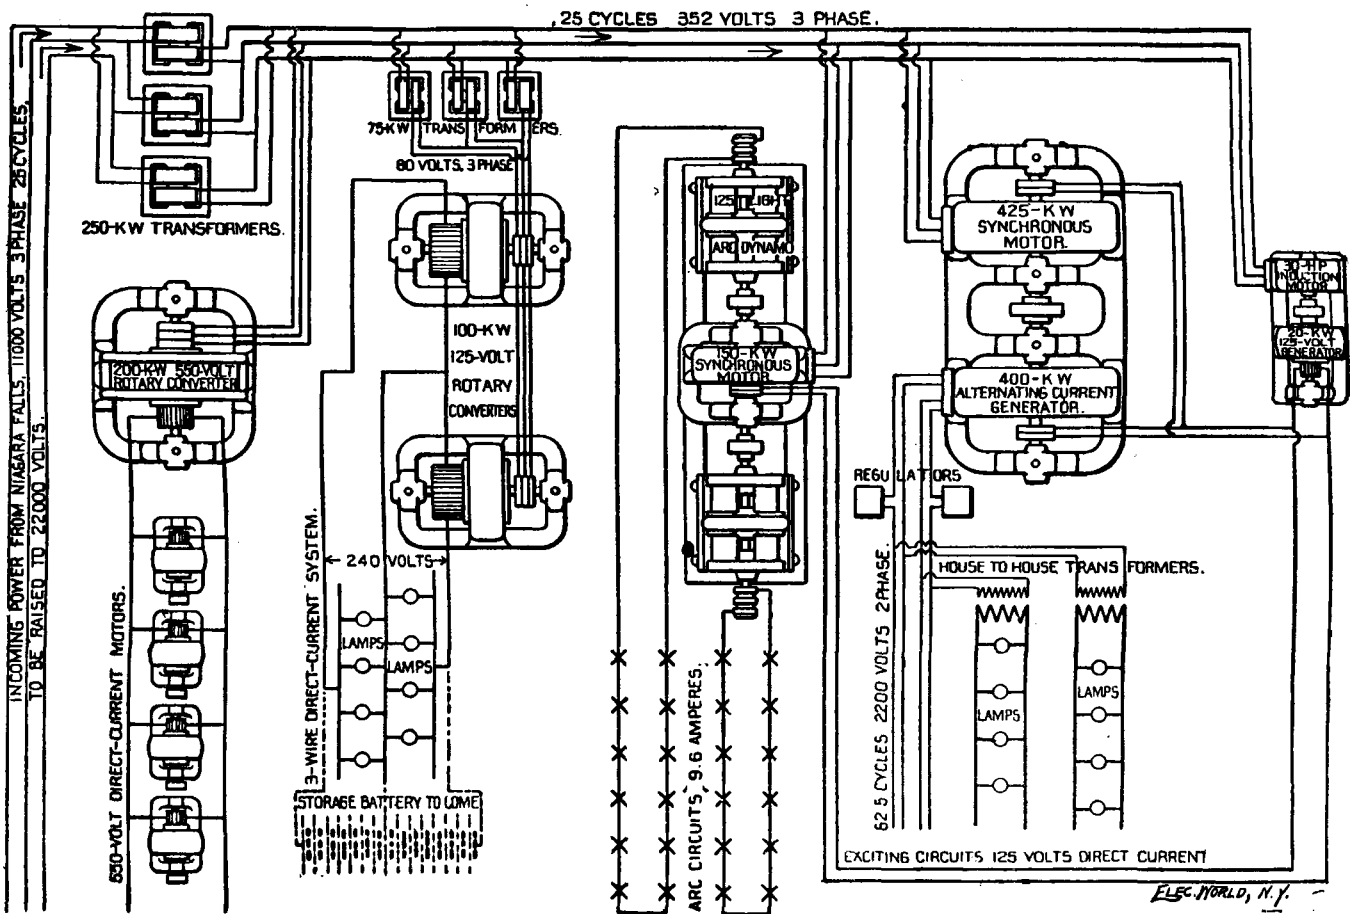 ,25 CYCLES 352 VOLTS 3 PHASE.
INCOMING POWER FROM NIAGARA FALLS, 11000 VOLTS 3 PHASE 25 CYCLES,
TO BE RAISED TO 22000 VOLTS.
250-KW TRANSFORMERS.
75-KW TRANSFORMERS.
80 VOLTS, 3 PHASE
200-KW 550-VOLT
ROTARY CONVERTER
550-VOLT DIRECT-CURRENT MOTORS.
100-KW
125-VOLT
ROTARY
CONVERTERS
3-WIRE DIRECT-CURRENT SYSTEM.
240 VOLTS
LAMPS
LAMPS
STORAGE BATTERY TO COME
125 LIGHT
ARC DYNAMO
150-KW
SYNCHRONOUS
MOTOR
ARC CIRCUITS, 9.6 AMPERES.
425-KW
SYNCHRONOUS
MOTOR.
400-KW
ALTERNATING CURRENT
GENERATOR.
30-HP
INDUCTION
MOTOR
20-KW
125-VOLT
GENERATOR
REGULATORS
62 5 CYCLES 2200 VOLTS 2 PHASE.
HOUSE TO HOUSE TRANSFORMERS.
LAMPS
LAMPS
EXCITING CIRCUITS 125 VOLTS DIRECT CURRENT
ELEC. WORLD, N.Y.